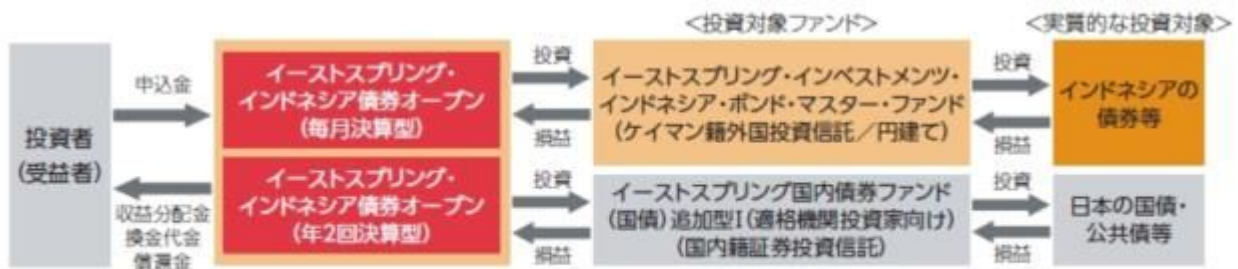 <投資対象ファンド>
<実質的な投資対象>
投資者
(受益者)
申込金
収益分配金
換金代金
償還金
イーストスプリング・
インドネシア債券オープン
(毎月決算型)
イーストスプリング・
インドネシア債券オープン
(年2回決算型)
投資
損益
投資
損益
イーストスプリング・インベストメンツ・
インドネシア・ボンド・マスター・ファンド
(ケイマン籍外国投資信託/円建て)
イーストスプリング国内債券ファンド
(国債)追加型I(適格機関投資家向け)
(国内籍証券投資信託)
投資
損益
投資
損益
インドネシアの
債券等
日本の国債・
公共債等